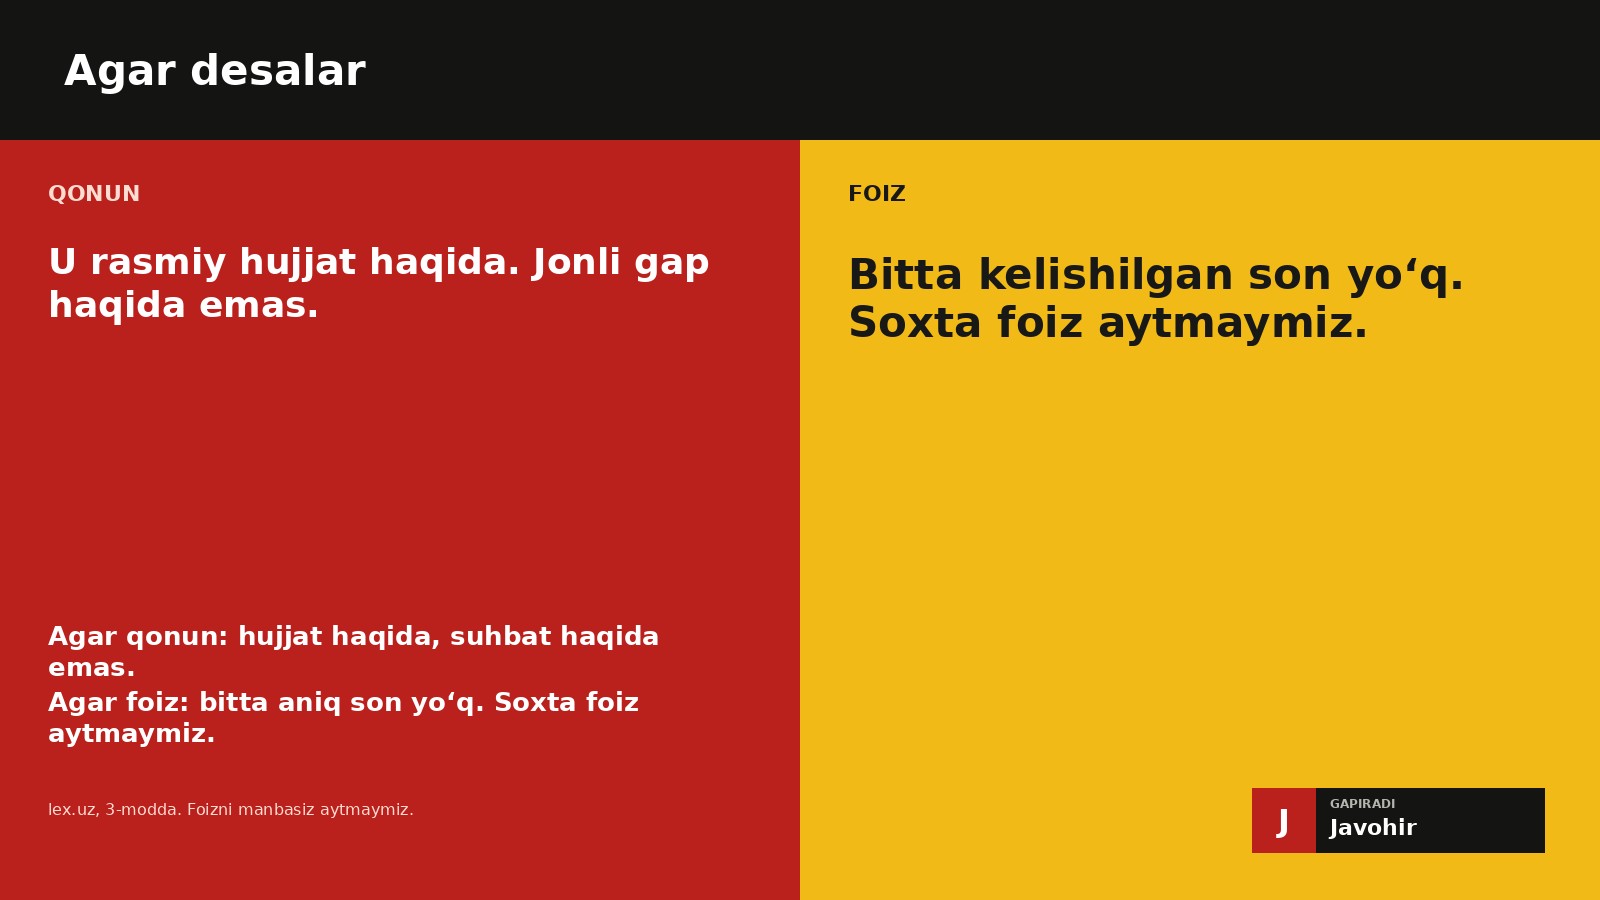 Agar desalar
QONUN
U rasmiy hujjat haqida. Jonli gap
haqida emas.
Agar qonun: hujjat haqida, suhbat haqida
emas.
Agar foiz: bitta aniq son yo‘q. Soxta foiz
aytmaymiz.
lex.uz, 3-modda. Foizni manbasiz aytmaymiz.
FOIZ
Bitta kelishilgan son yo‘q.
Soxta foiz aytmaymiz.
J
GAPIRADI
Javohir